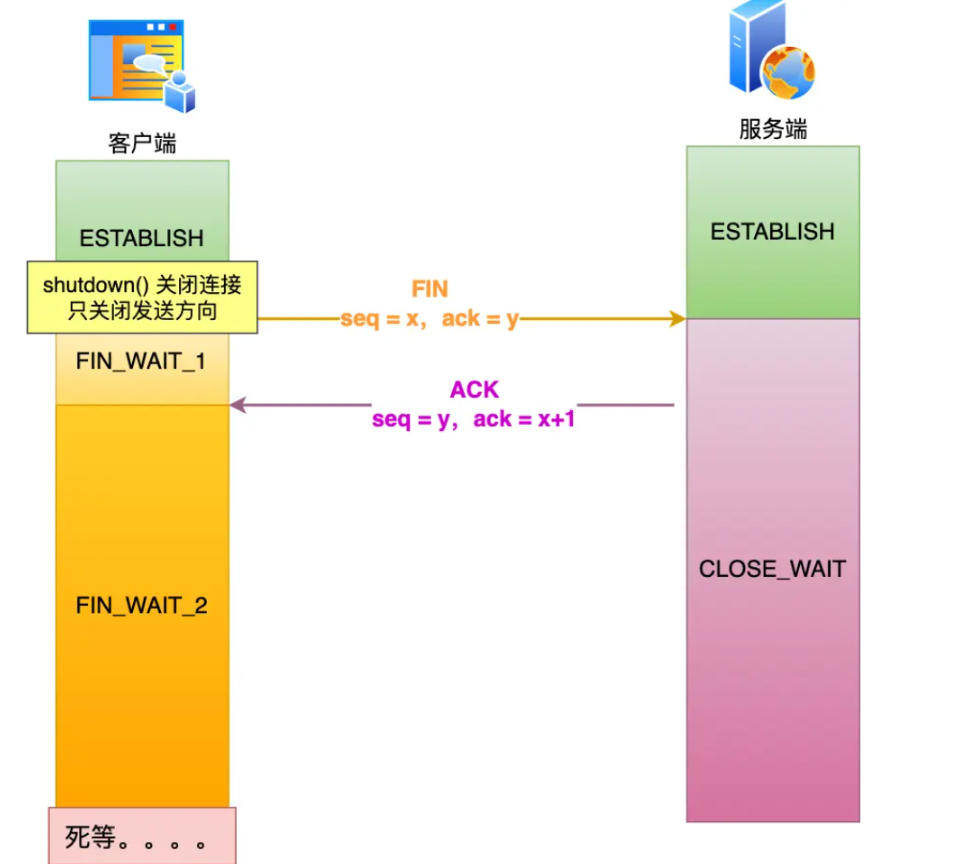 客户端
服务端
ESTABLISH
ESTABLISH
shutdown() 关闭连接
只关闭发送方向
FIN
seq = x，ack = y
FIN_WAIT_1
ACK
seq = y，ack = x+1
CLOSE_WAIT
FIN_WAIT_2
死等。。。。